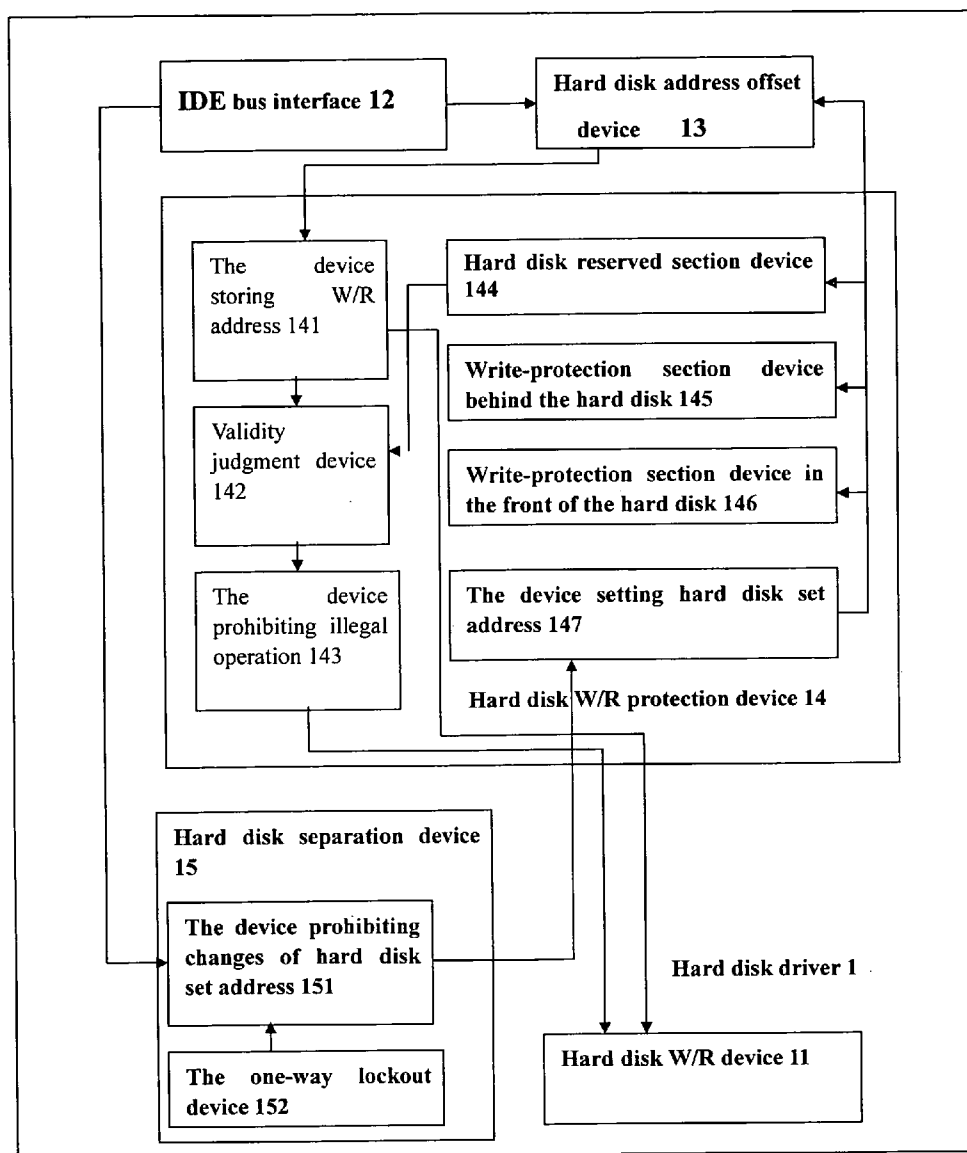 IDE bus interface 12
Hard disk address offset
device 13
The device
storing W/R
address 141
Hard disk reserved section device
144
Write-protection section device
behind the hard disk 145
Validity
judgment device
142
Write-protection section device in
the front of the hard disk 146
The device
prohibiting illegal
operation 143
The device setting hard disk set
address 147
Hard disk W/R protection device 14
Hard disk separation device
15
The device prohibiting
changes of hard disk
set address 151
Hard disk driver 1
The one-way lockout
device 152
Hard disk W/R device 11